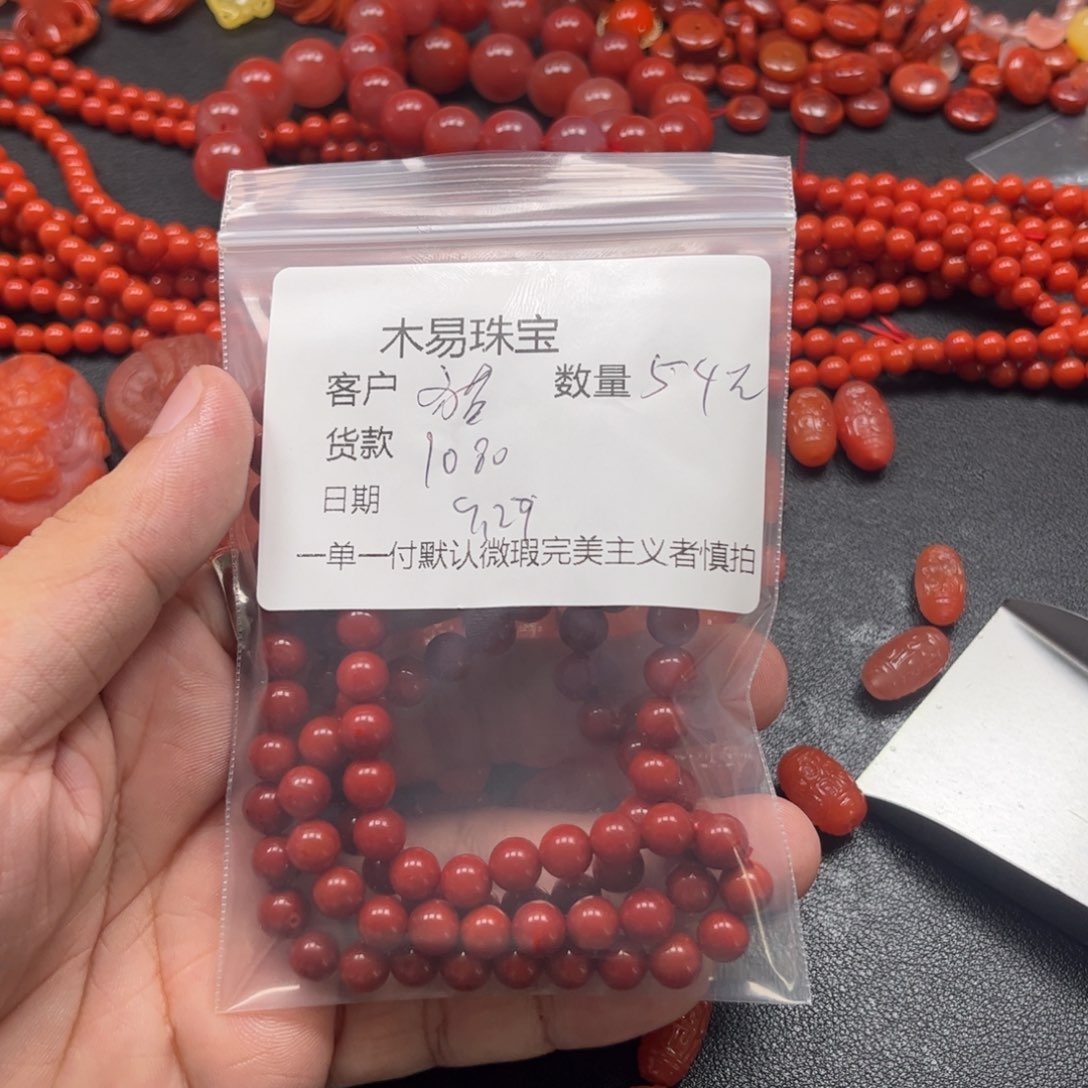 木易珠宝
客户 数量 54
货款 1080
日期 9.29
一单一付默认微瑕完美主义者慎拍